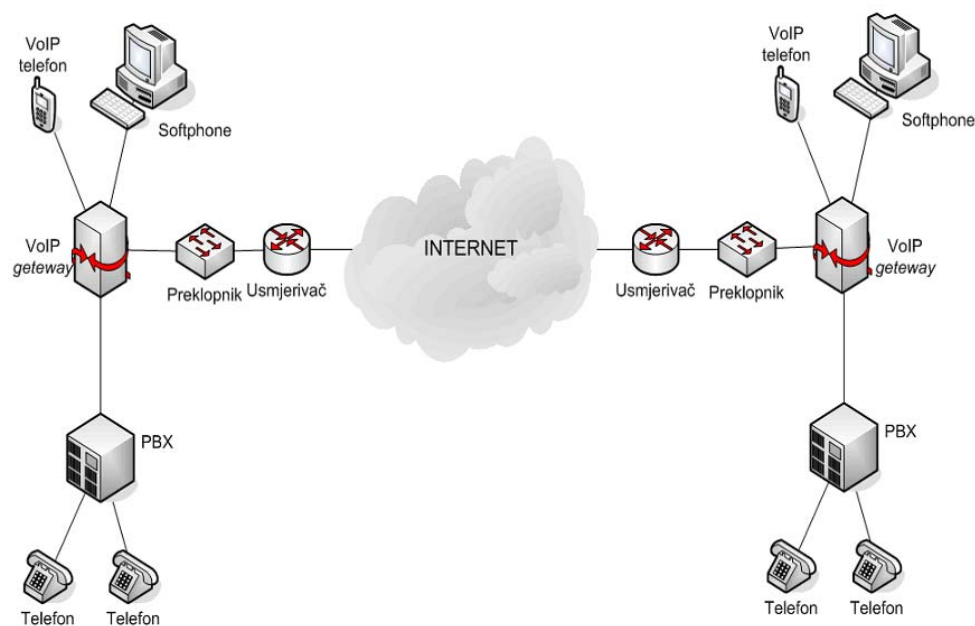 VoIP
telefon
Softphone
VoIP
geteway
Preklopnik
Usmjerivač
PBX
Telefon
Telefon
INTERNET
VoIP
telefon
Softphone
Usmjerivač
Preklopnik
VoIP
geteway
PBX
Telefon
Telefon